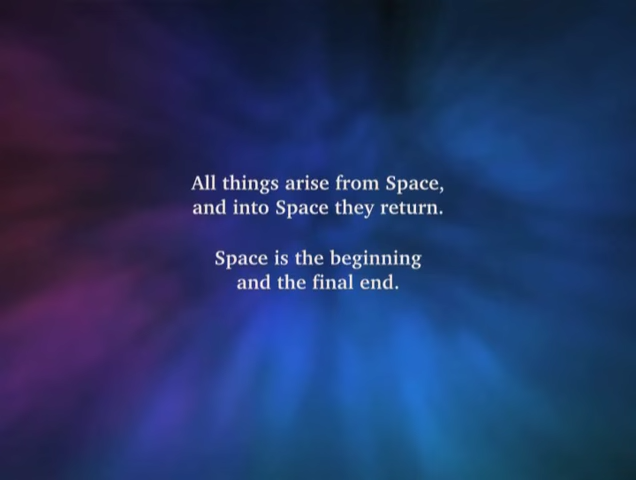 All things arise from Space,
and into Space they return.
Space is the beginning
and the final end.